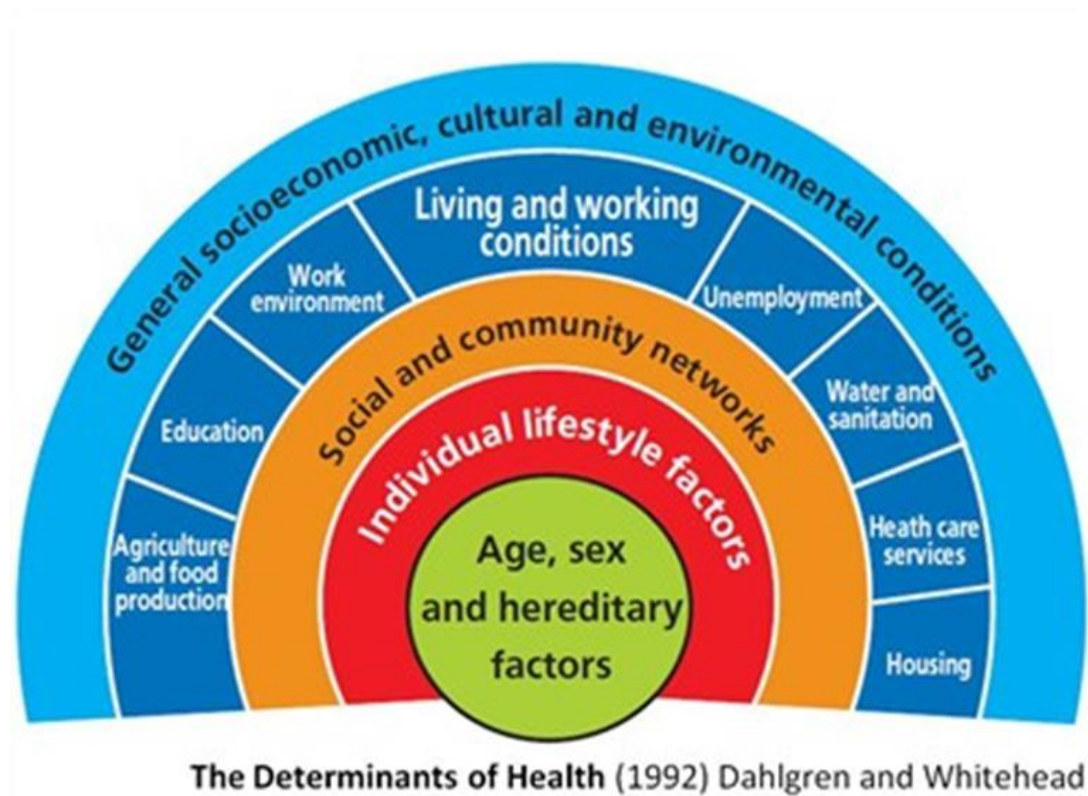 General socioeconomic, cultural and environmental conditions
Living and working
conditions
Work
environment
Unemployment
Education
Water and
sanitation
Agriculture
and food
production
Heath care
services
Housing
Social and community networks
Individual lifestyle factors
Age, sex
and hereditary
factors
The Determinants of Health (1992) Dahlgren and Whitehead